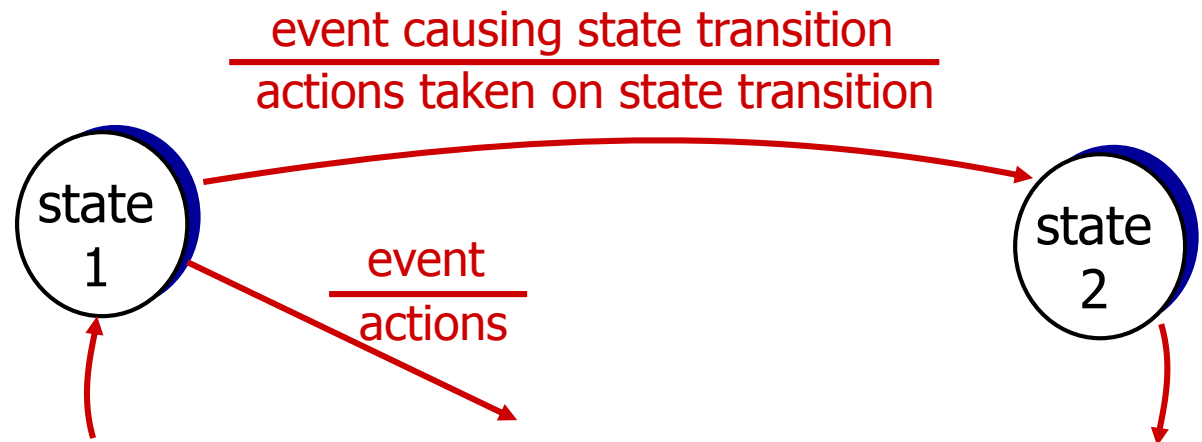 event causing state transition
actions taken on state transition
state
1
state
2
event
actions